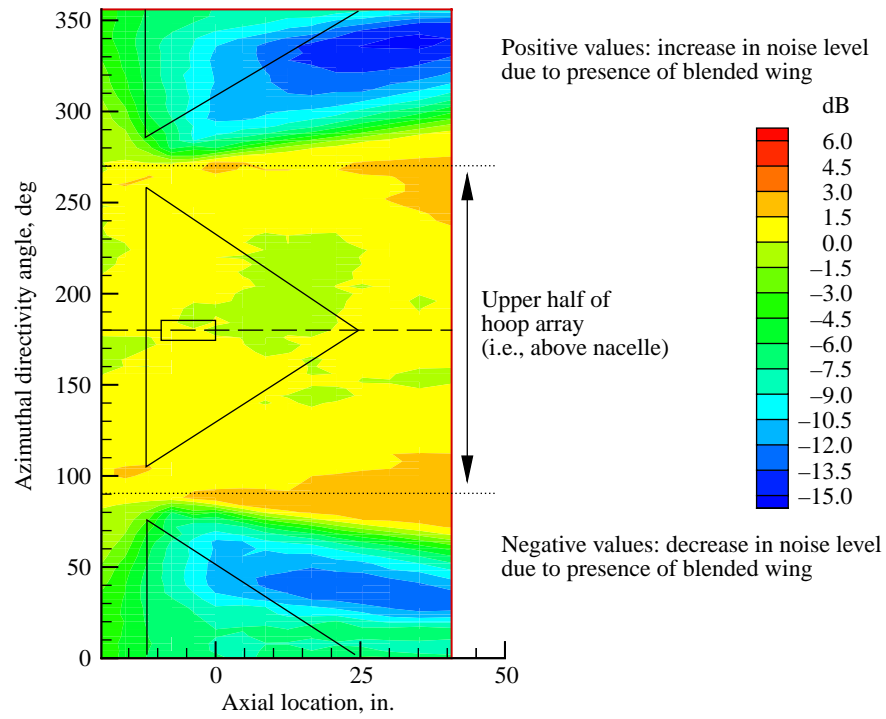 350
300
250
200
150
100
50
0
Azimuthal directivity angle, deg
0
25
50
Axial location, in.
Positive values: increase in noise level
due to presence of blended wing
dB
6.0
4.5
3.0
1.5
0.0
–1.5
–3.0
–4.5
–6.0
–7.5
–9.0
–10.5
–12.0
–13.5
–15.0
Upper half of
hoop array
(i.e., above nacelle)
Negative values: decrease in noise level
due to presence of blended wing